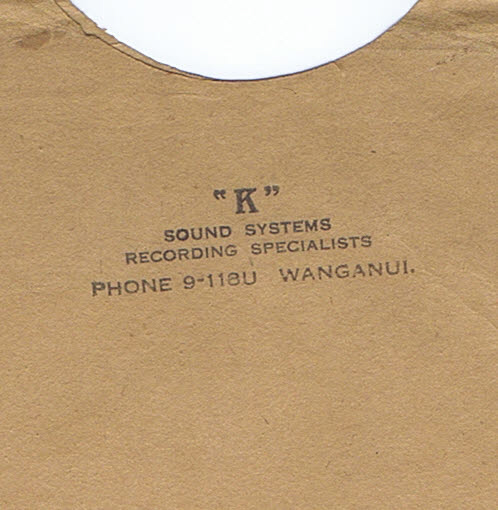 “K”
SOUND SYSTEMS
RECORDING SPECIALISTS
PHONE 9-118U WANGANUI.